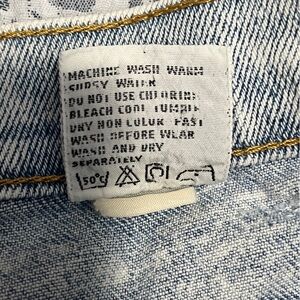 MACHINE WASH WARM
SUDSY WATER
DO NOT USE CHLORINE
BLEACH COOL TUMBLE
DRY NON COLOR FAST
WASH BEFORE WEAR
WASH AND DRY
SEPARATELY
50°C